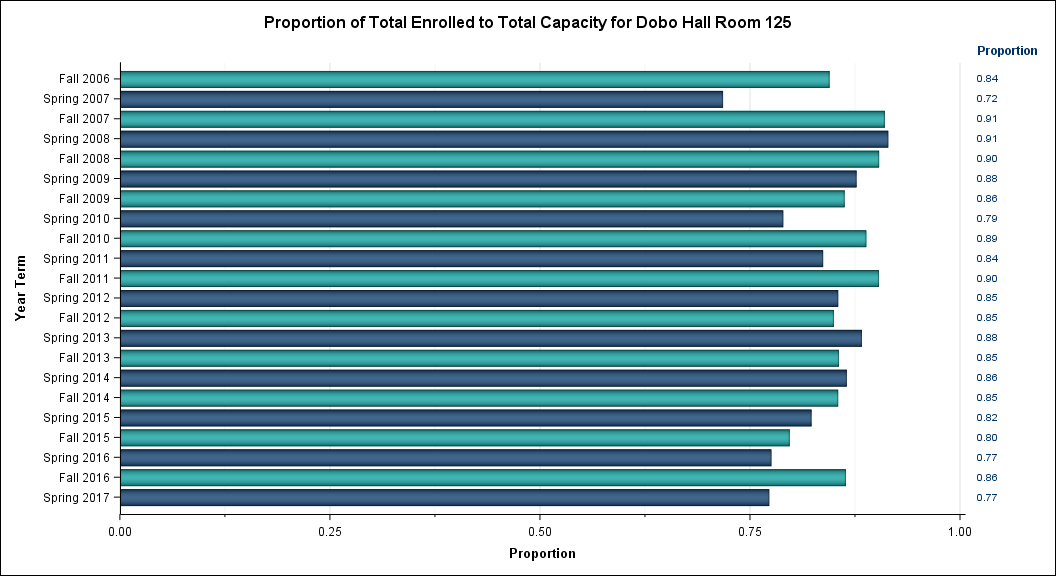 Proportion of Total Enrolled to Total Capacity for Dobo Hall Room 125
Proportion
Fall 2006 0.84
Spring 2007 0.72
Fall 2007 0.91
Spring 2008 0.91
Fall 2008 0.90
Spring 2009 0.88
Fall 2009 0.86
Spring 2010 0.79
Fall 2010 0.89
Spring 2011 0.84
Fall 2011 0.90
Spring 2012 0.85
Fall 2012 0.85
Spring 2013 0.88
Fall 2013 0.85
Spring 2014 0.86
Fall 2014 0.85
Spring 2015 0.82
Fall 2015 0.80
Spring 2016 0.77
Fall 2016 0.86
Spring 2017 0.77
Year Term
0.00 0.25 0.50 0.75 1.00
Proportion